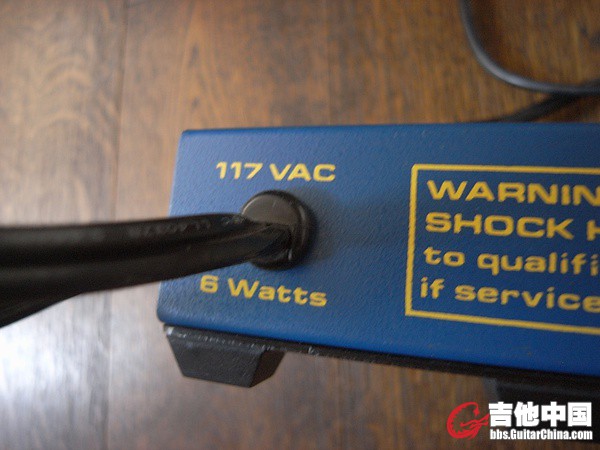 117 VAC
6 Watts
WARNIN
SHOCK H
to qualifi
if service
吉他中国
bbs.GuitarChina.com